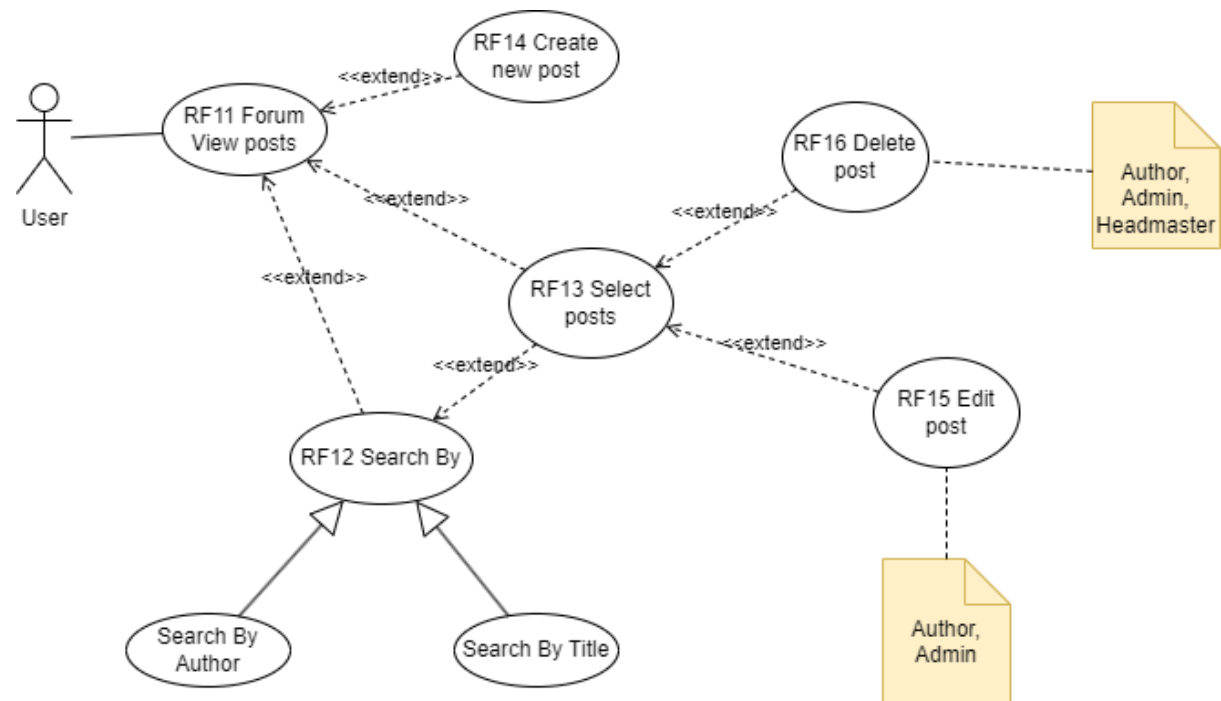 RF14 Create
new post
<<extend>>
RF11 Forum
View posts
User
RF16 Delete
post
Author,
Admin,
Headmaster
<<extend>>
<<extend>>
<<extend>>
RF13 Select
posts
<<extend>>
<<extend>>
RF15 Edit
post
RF12 Search By
Search By
Author
Search By Title
Author,
Admin